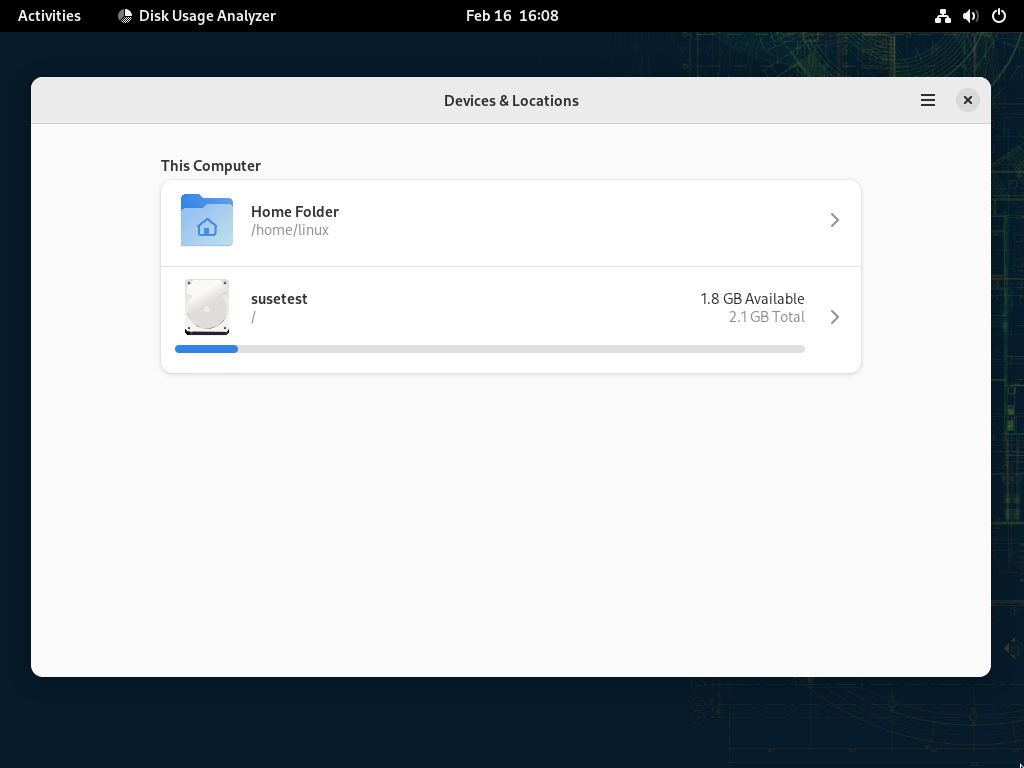 Activities
Disk Usage Analyzer
Feb 16  16:08
Devices & Locations
This Computer
Home Folder
/home/linux
susetest
1.8 GB Available
/
2.1 GB Total